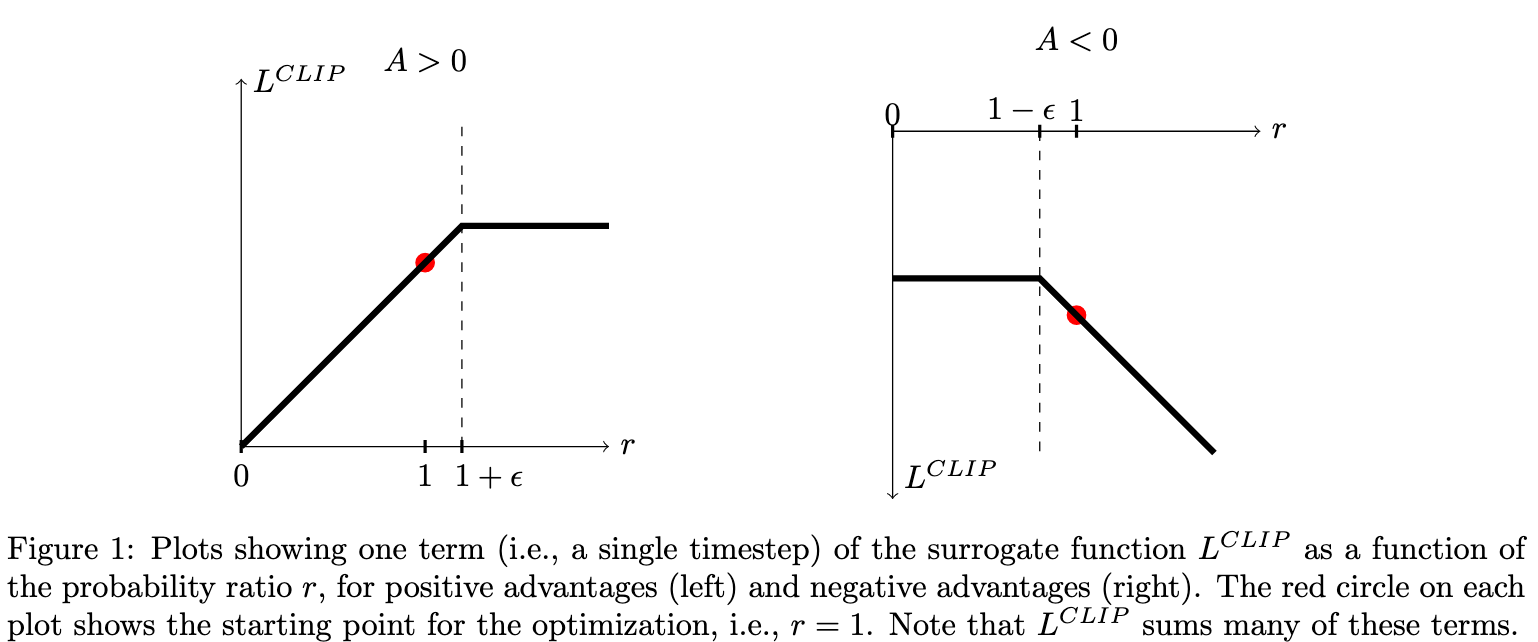 A > 0
L^{CLIP}
r
0 1 1 + ϵ
A < 0
0 1 − ϵ 1
r
L^{CLIP}
Figure 1: Plots showing one term (i.e., a single timestep) of the surrogate function L^{CLIP} as a function of
the probability ratio r, for positive advantages (left) and negative advantages (right). The red circle on each
plot shows the starting point for the optimization, i.e., r = 1. Note that L^{CLIP} sums many of these terms.